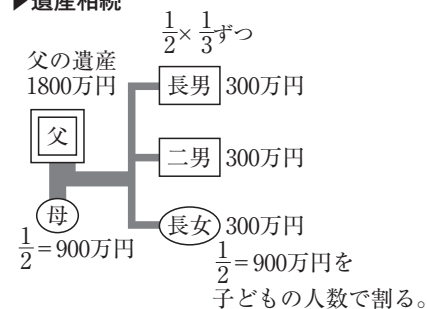 ▶遺産相続
1/2×1/3ずつ
父の遺産
1800万円
長男 300万円
父
二男 300万円
母
長女 300万円
1/2=900万円
1/2=900万円を
子どもの人数で割る。